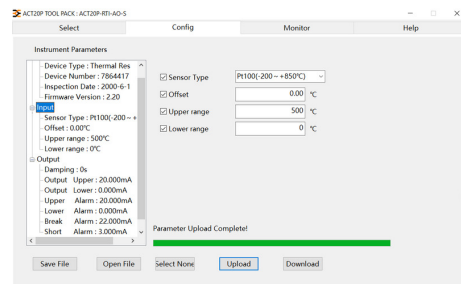 ACT20P TOOL PACK : ACT20P-RTI-AO-S
Select Config Monitor Help
Instrument Parameters
Device Type : Thermal Res
Device Number : 7864417
Inspection Date : 2000-6-1
Firmware Version : 2.20
Input
Sensor Type : Pt100(-200 ~ +
Offset : 0.00℃
Upper range : 500℃
Lower range : 0℃
Output
Damping : 0s
Output Upper : 20.000mA
Output Lower : 0.000mA
Upper Alarm : 20.000mA
Lower Alarm : 0.000mA
Break Alarm : 22.000mA
Short Alarm : 3.000mA
Sensor Type Pt100(-200 ~ +850℃)
Offset 0.00 ℃
Upper range 500 ℃
Lower range 0 ℃
Parameter Upload Complete!
Save File Open File Select None Upload Download